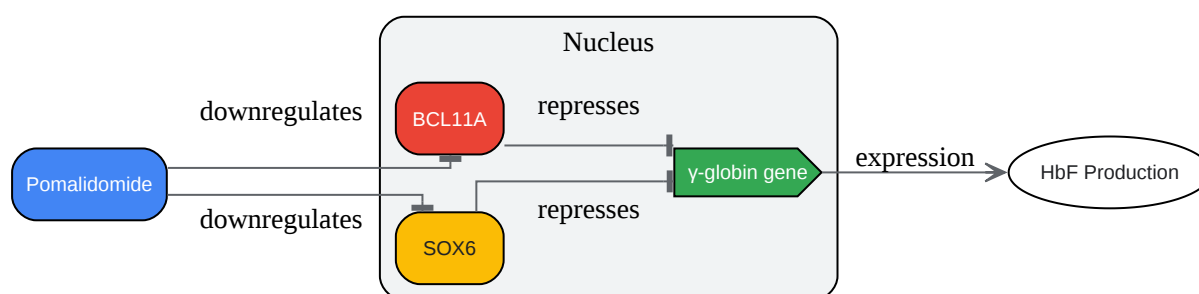 Nucleus
downregulates
BCL11A
represses
Pomalidomide
γ-globin gene
expression
HbF Production
downregulates
represses
SOX6